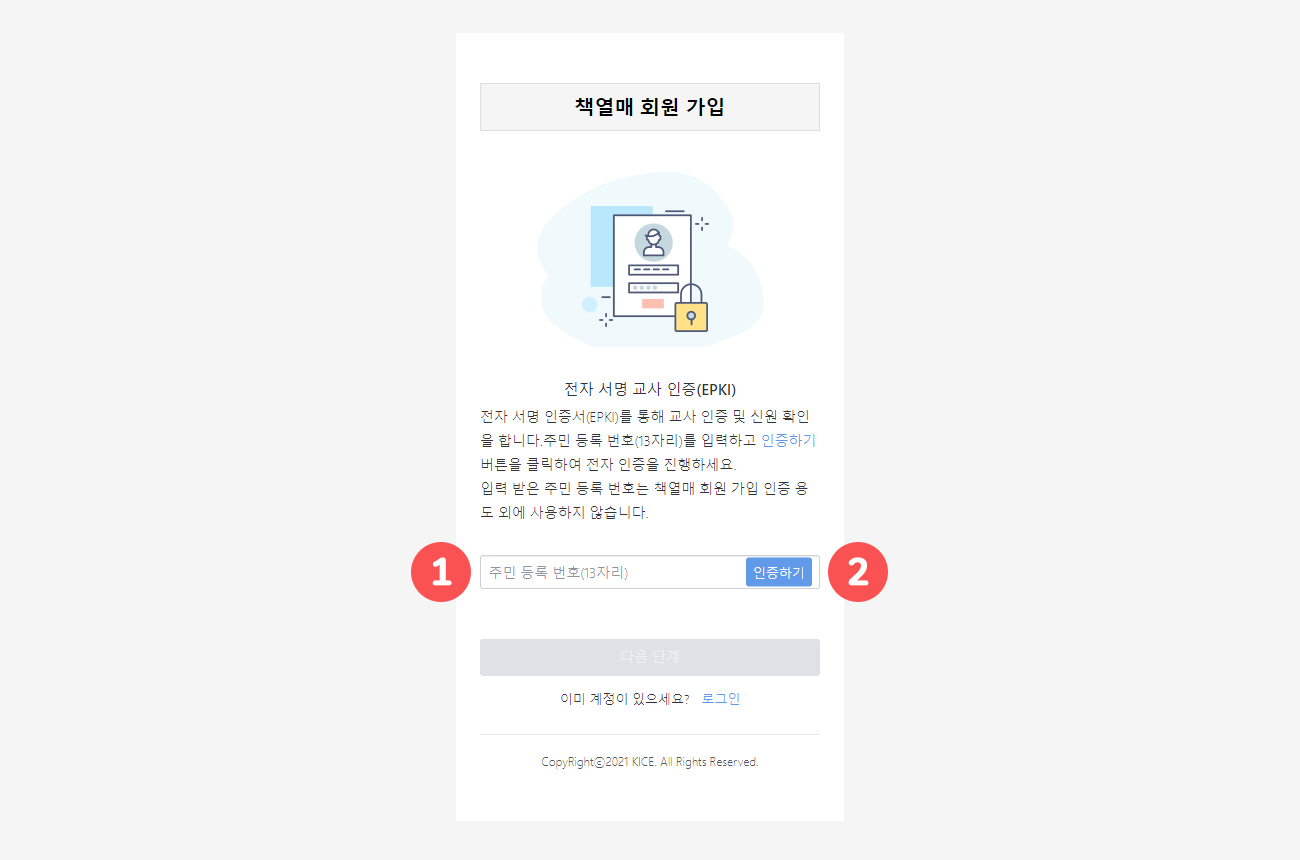 책열매 회원 가입
전자 서명 교사 인증(EPKI)
전자 서명 인증서(EPKI)를 통해 교사 인증 및 신원 확인
을 합니다.주민 등록 번호(13자리)를 입력하고 인증하기
버튼을 클릭하여 전자 인증을 진행하세요.
입력 받은 주민 등록 번호는 책열매 회원 가입 인증 용
도 외에 사용하지 않습니다.
1 주민 등록 번호(13자리) 인증하기 2
다음 단계
이미 계정이 있으세요? 로그인
CopyRightⓒ2021 KICE. All Rights Reserved.